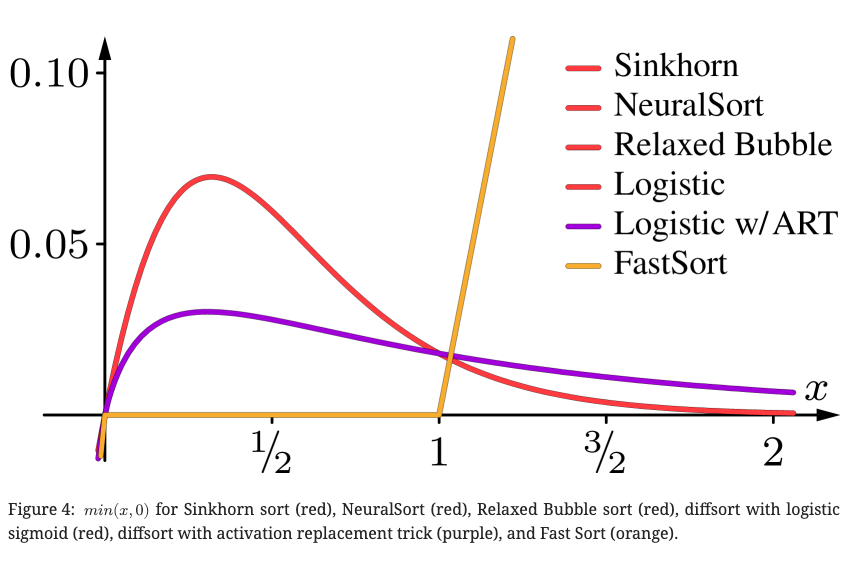 0.10
0.05
Sinkhorn
NeuralSort
Relaxed Bubble
Logistic
Logistic w/ ART
FastSort
x
1/2
1
3/2
2
Figure 4: min(x, 0) for Sinkhorn sort (red), NeuralSort (red), Relaxed Bubble sort (red), diffsort with logistic
sigmoid (red), diffsort with activation replacement trick (purple), and Fast Sort (orange).